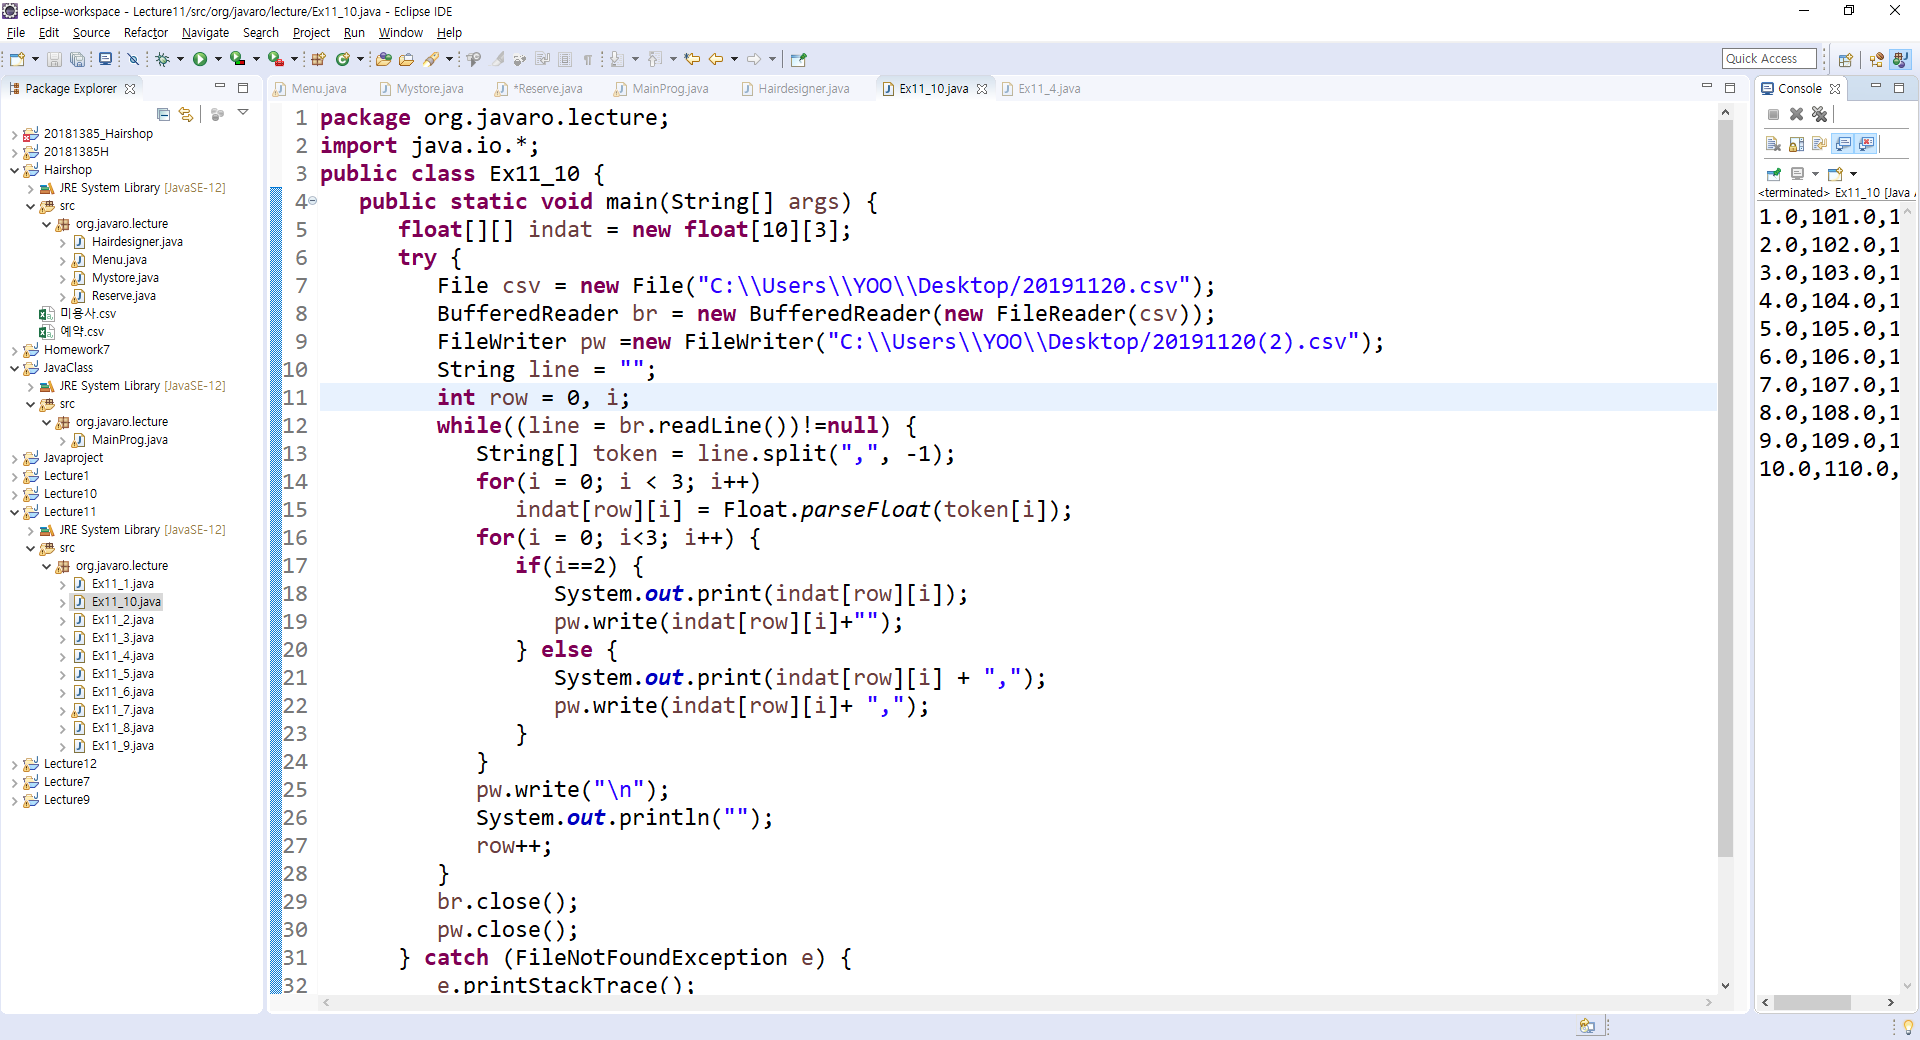 eclipse-workspace - Lecture11/src/org/javaro/lecture/Ex11_10.java - Eclipse IDE
File Edit Source Refactor Navigate Search Project Run Window Help
Quick Access
Package Explorer
20181385_Hairshop
20181385H
Hairshop
JRE System Library [JavaSE-12]
src
org.javaro.lecture
Hairdesigner.java
Menu.java
Mystore.java
Reserve.java
미용사.csv
예약.csv
Homework7
JavaClass
JRE System Library [JavaSE-12]
src
org.javaro.lecture
MainProg.java
Javaproject
Lecture1
Lecture10
Lecture11
JRE System Library [JavaSE-12]
src
org.javaro.lecture
Ex11_1.java
Ex11_10.java
Ex11_2.java
Ex11_3.java
Ex11_4.java
Ex11_5.java
Ex11_6.java
Ex11_7.java
Ex11_8.java
Ex11_9.java
Lecture12
Lecture7
Lecture9
Menu.java Mystore.java *Reserve.java MainProg.java Hairdesigner.java Ex11_10.java Ex11_4.java
1 package org.javaro.lecture;
2 import java.io.*;
3 public class Ex11_10 {
4 public static void main(String[] args) {
5 float[][] indat = new float[10][3];
6 try {
7 File csv = new File("C:\\Users\\YOO\\Desktop/20191120.csv");
8 BufferedReader br = new BufferedReader(new FileReader(csv));
9 FileWriter pw =new FileWriter("C:\\Users\\YOO\\Desktop/20191120(2).csv");
10 String line = "";
11 int row = 0, i;
12 while((line = br.readLine())!=null) {
13 String[] token = line.split(",", -1);
14 for(i = 0; i < 3; i++)
15 indat[row][i] = Float.parseFloat(token[i]);
16 for(i = 0; i<3; i++) {
17 if(i==2) {
18 System.out.print(indat[row][i]);
19 pw.write(indat[row][i]+"");
20 } else {
21 System.out.print(indat[row][i] + ",");
22 pw.write(indat[row][i]+ ",");
23 }
24 }
25 pw.write("\n");
26 System.out.println("");
27 row++;
28 }
29 br.close();
30 pw.close();
31 } catch (FileNotFoundException e) {
32 e.printStackTrace();
Console
<terminated> Ex11_10 [Java A
1.0,101.0,1
2.0,102.0,1
3.0,103.0,1
4.0,104.0,1
5.0,105.0,1
6.0,106.0,1
7.0,107.0,1
8.0,108.0,1
9.0,109.0,1
10.0,110.0,